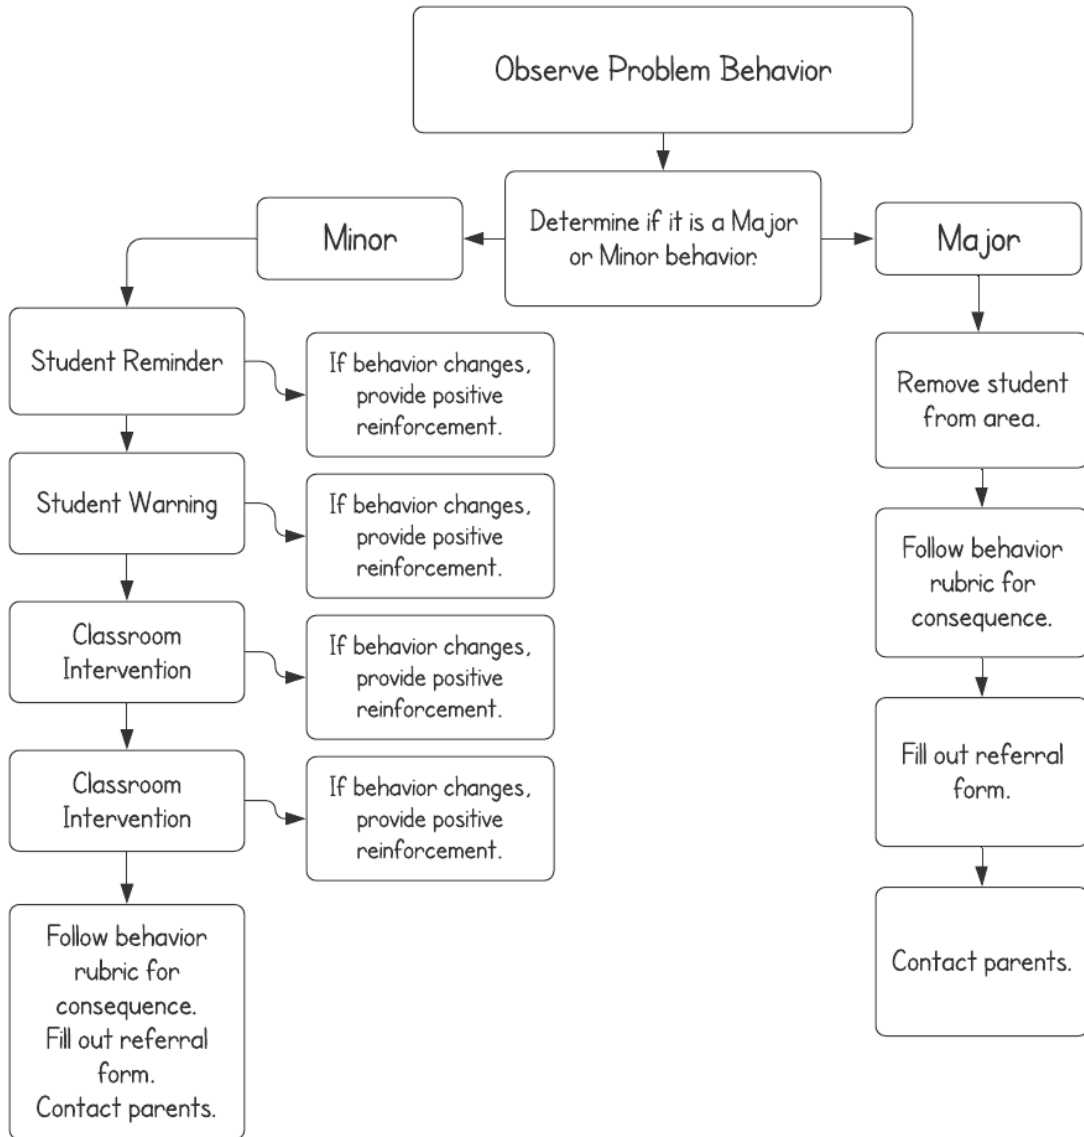 Observe Problem Behavior
Determine if it is a Major
or Minor behavior.
Minor
Major
Student Reminder
If behavior changes,
provide positive
reinforcement.
Student Warning
If behavior changes,
provide positive
reinforcement.
Classroom
Intervention
If behavior changes,
provide positive
reinforcement.
Classroom
Intervention
If behavior changes,
provide positive
reinforcement.
Follow behavior
rubric for
consequence.
Fill out referral
form.
Contact parents.
Remove student
from area.
Follow behavior
rubric for
consequence.
Fill out referral
form.
Contact parents.